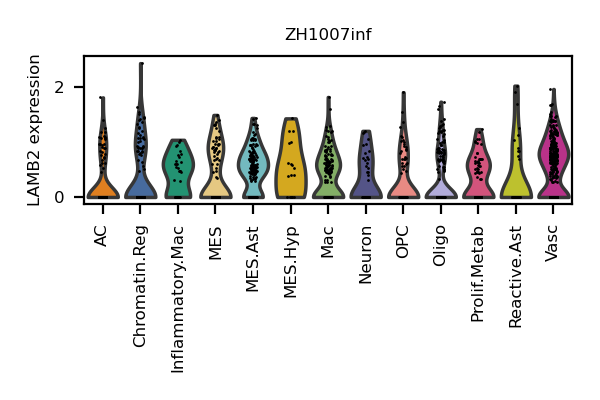 ZH1007inf
LAMB2 expression
2
0
AC
Chromatin.Reg
Inflammatory.Mac
MES
MES.Ast
MES.Hyp
Mac
Neuron
OPC
Oligo
Prolif.Metab
Reactive.Ast
Vasc